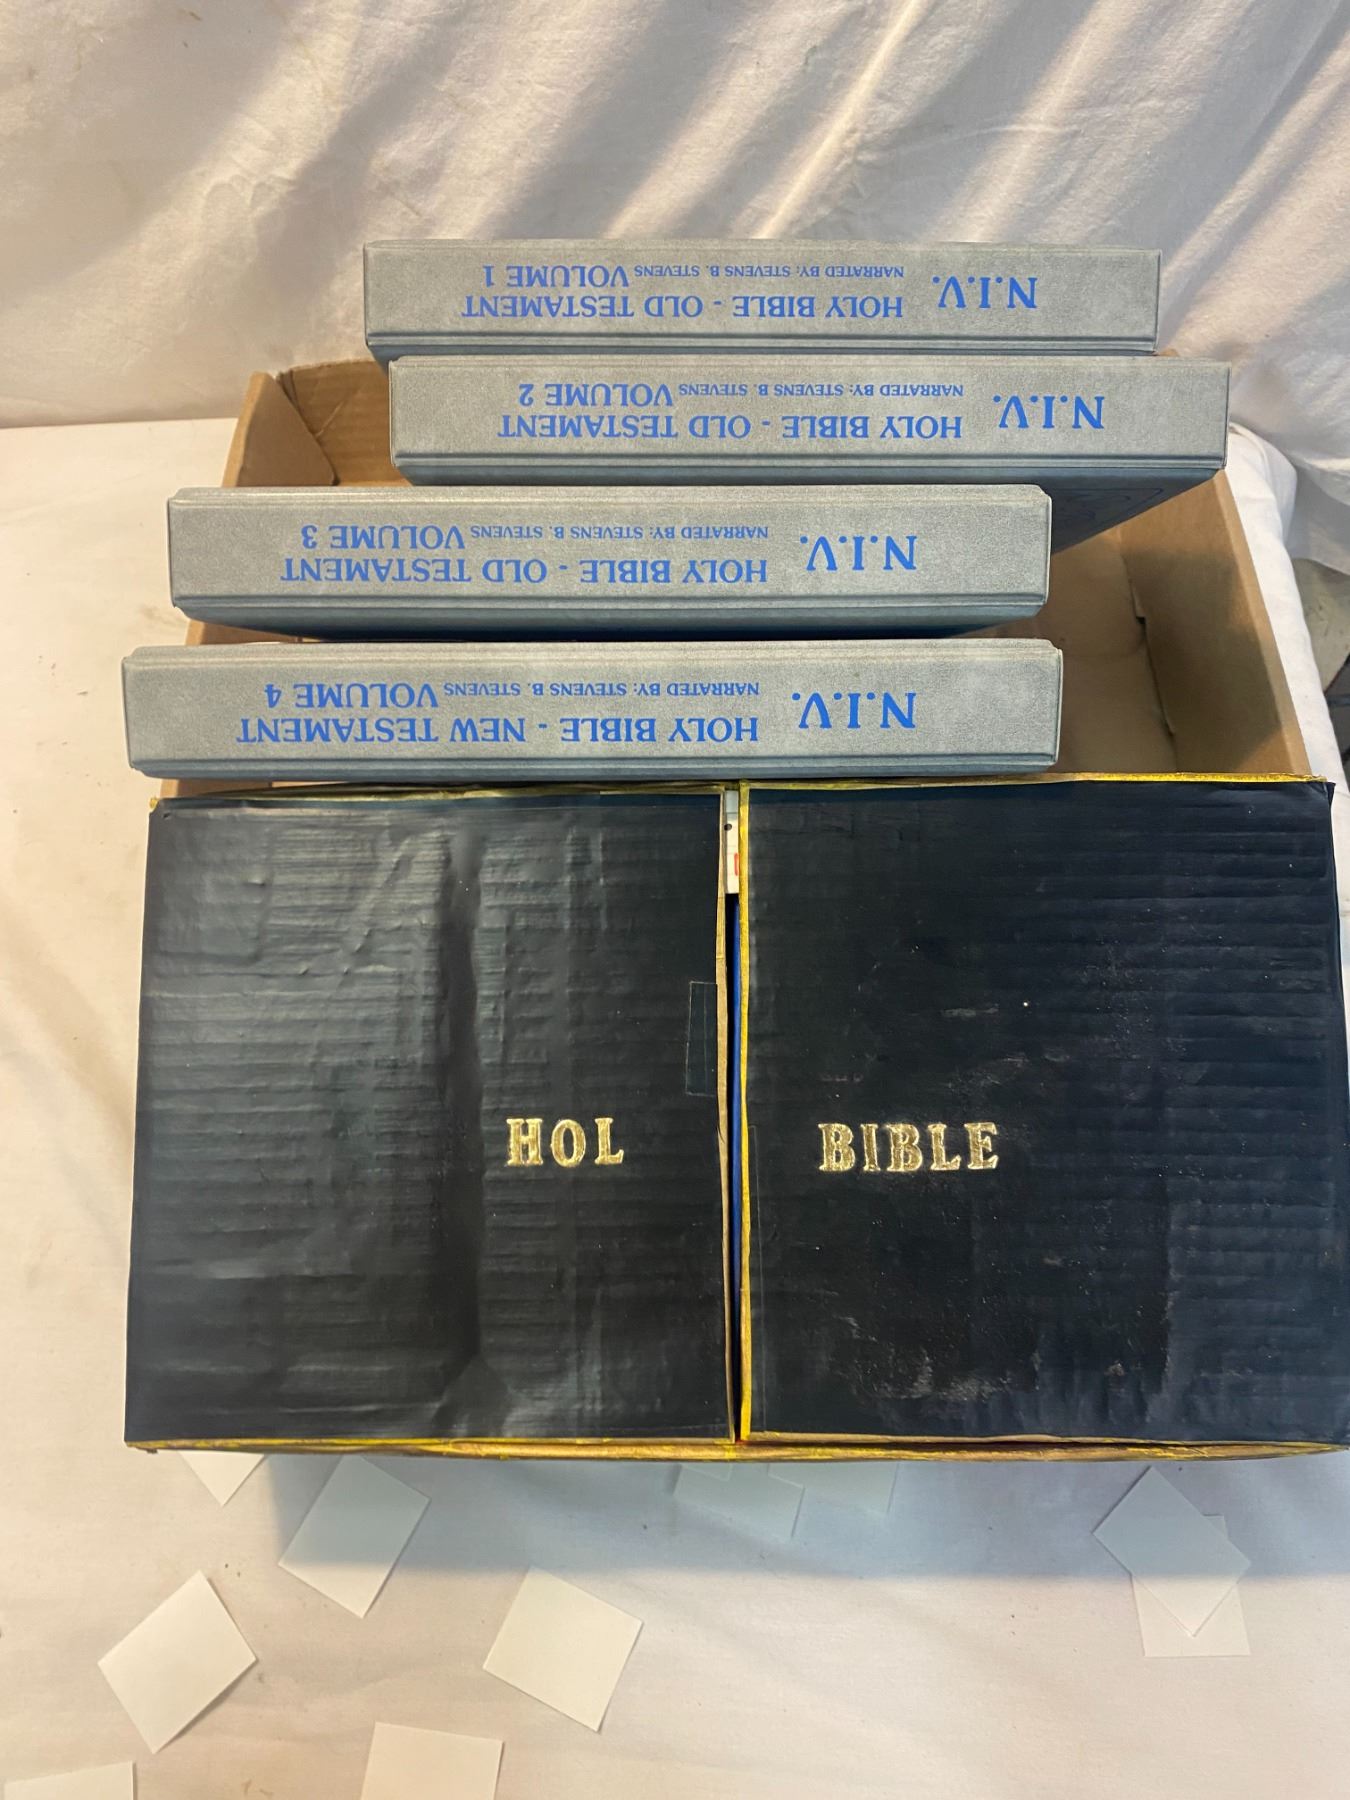 N.I.V.
HOLY BIBLE - OLD TESTAMENT
NARRATED BY: STEVENS B. STEVENS VOLUME 1
N.I.V.
HOLY BIBLE - OLD TESTAMENT
NARRATED BY: STEVENS B. STEVENS VOLUME 2
N.I.V.
HOLY BIBLE - OLD TESTAMENT
NARRATED BY: STEVENS B. STEVENS VOLUME 3
N.I.V.
HOLY BIBLE - NEW TESTAMENT
NARRATED BY: STEVENS B. STEVENS VOLUME 4
HOL BIBLE